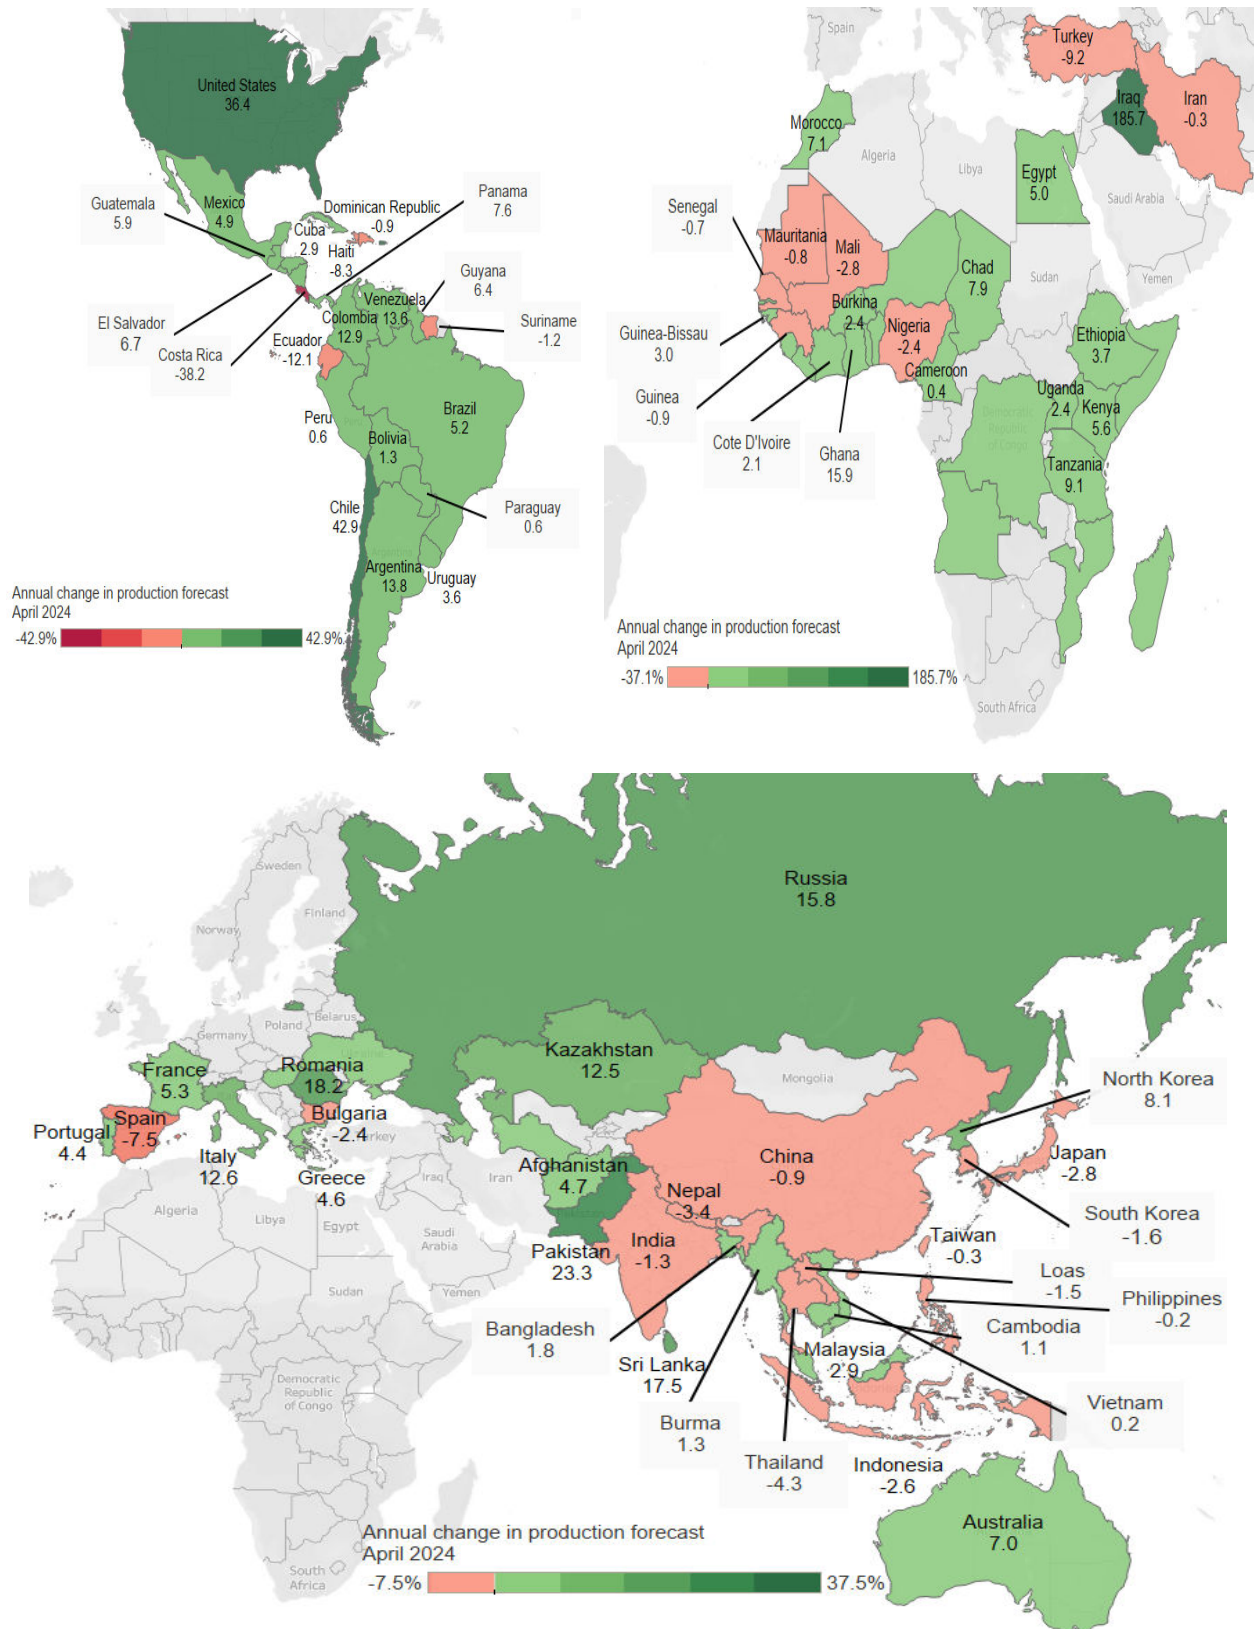 United States
36.4
Guatemala
5.9
Mexico
4.9
Cuba
2.9
Dominican Republic
-0.9
Haiti
-8.3
Panama
7.6
Guyana
6.4
Venezuela
13.6
Suriname
-1.2
El Salvador
6.7
Costa Rica
-38.2
Colombia
12.9
Ecuador
-12.1
Peru
0.6
Brazil
5.2
Bolivia
1.3
Chile
42.9
Paraguay
0.6
Argentina
Argentina
13.8
Uruguay
3.6
Annual change in production forecast
April 2024
-42.9%
42.9%
Spain
Turkey
-9.2
Iraq
185.7
Iran
-0.3
Morocco
7.1
Algeria
Libya
Egypt
5.0
Saudi Arabia
Senegal
-0.7
Mauritania
-0.8
Mali
-2.8
Chad
7.9
Sudan
Yemen
Burkina
2.4
Guinea-Bissau
3.0
Nigeria
-2.4
Ethiopia
3.7
Guinea
-0.9
Cameroon
0.4
Uganda
2.4
Kenya
5.6
Democratic
Republic
of Congo
Cote D'Ivoire
2.1
Ghana
15.9
Tanzania
9.1
South Africa
Annual change in production forecast
April 2024
-37.1%
185.7%
Russia
15.8
Sweden
Finland
Norway
Belarus
Poland
Germany
Ukraine
France
5.3
Romania
18.2
Kazakhstan
12.5
Mongolia
North Korea
8.1
Portugal
4.4
Spain
-7.5
Bulgaria
-2.4
Turkey
Italy
12.6
Greece
4.6
Afghanistan
4.7
China
-0.9
Japan
-2.8
Nepal
-3.4
South Korea
-1.6
Algeria
Libya
Egypt
Iraq
Iran
Saudi
Arabia
Pakistan
23.3
India
-1.3
Taiwan
-0.3
Loas
-1.5
Philippines
-0.2
Sudan
Yemen
Bangladesh
1.8
Cambodia
1.1
Sri Lanka
17.5
Malaysia
2.9
Democratic
Republic
of Congo
Burma
1.3
Vietnam
0.2
Thailand
-4.3
Indonesia
-2.6
Australia
7.0
South
Africa
Annual change in production forecast
April 2024
-7.5%
37.5%